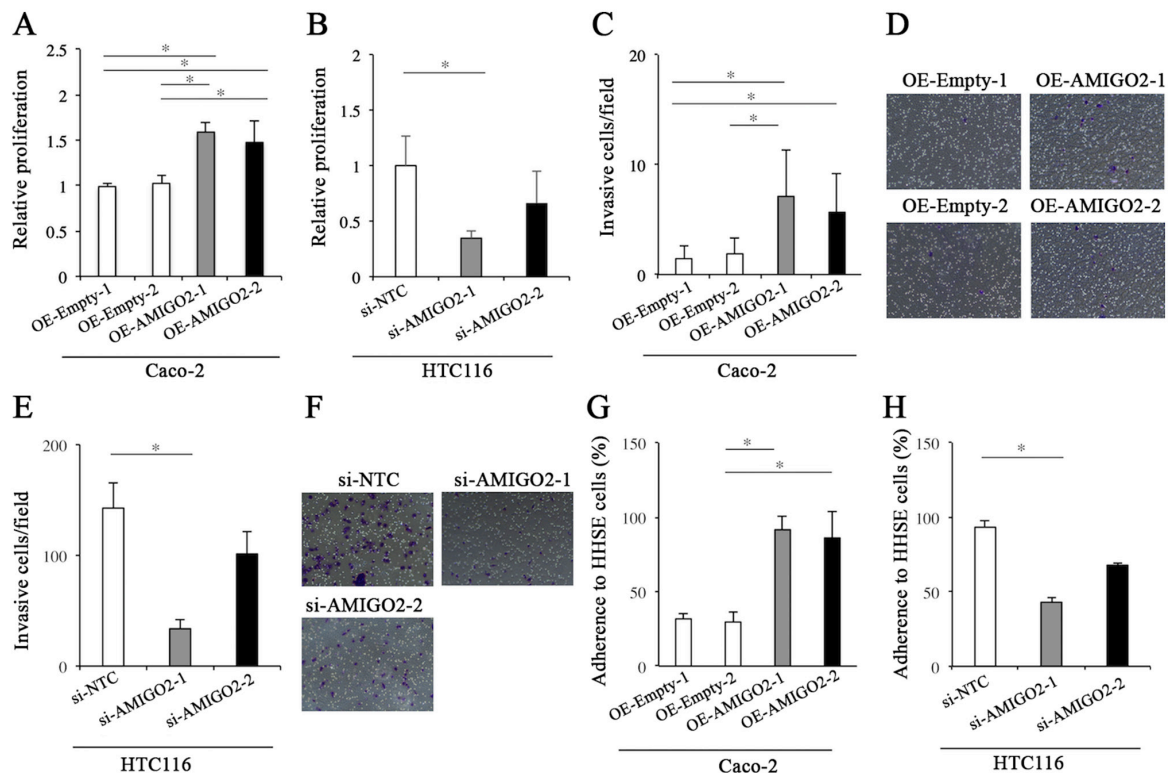 A
Relative proliferation
2.5
2
1.5
1
0.5
0
*
*
*
*
OE-Empty-1
OE-Empty-2
OE-AMIGO2-1
OE-AMIGO2-2
Caco-2
B
Relative proliferation
2
1.5
1
0.5
0
*
si-NTC
si-AMIGO2-1
si-AMIGO2-2
HTC116
C
Invasive cells/field
20
10
0
*
*
*
OE-Empty-1
OE-Empty-2
OE-AMIGO2-1
OE-AMIGO2-2
Caco-2
D
OE-Empty-1
OE-AMIGO2-1
OE-Empty-2
OE-AMIGO2-2
E
Invasive cells/field
200
100
0
*
si-NTC
si-AMIGO2-1
si-AMIGO2-2
HTC116
F
si-NTC
si-AMIGO2-1
si-AMIGO2-2
G
Adherence to HHSE cells (%)
150
100
50
0
*
*
OE-Empty-1
OE-Empty-2
OE-AMIGO2-1
OE-AMIGO2-2
Caco-2
H
Adherence to HHSE cells (%)
150
100
50
0
*
si-NTC
si-AMIGO2-1
si-AMIGO2-2
HTC116